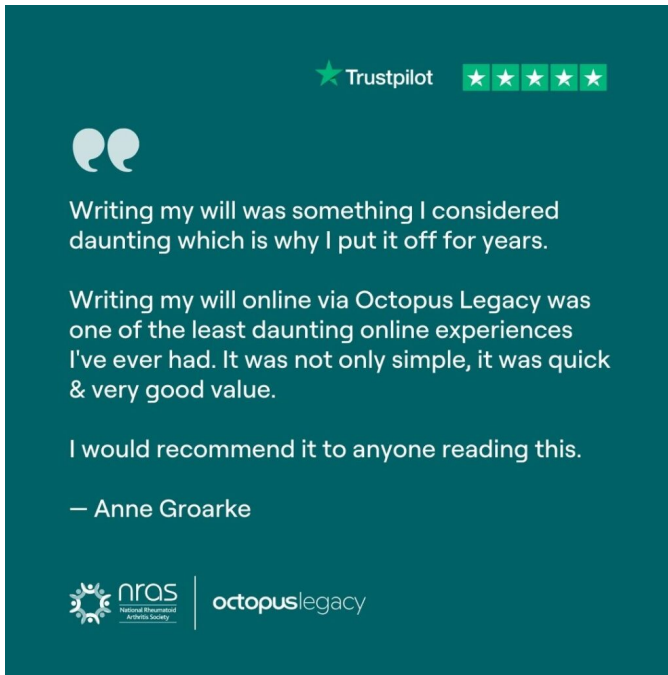 Trustpilot
Writing my will was something I considered
daunting which is why I put it off for years.
Writing my will online via Octopus Legacy was
one of the least daunting online experiences
I've ever had. It was not only simple, it was quick
& very good value.
I would recommend it to anyone reading this.
— Anne Groarke
nras
National Rheumatoid
Arthritis Society
octopuslegacy